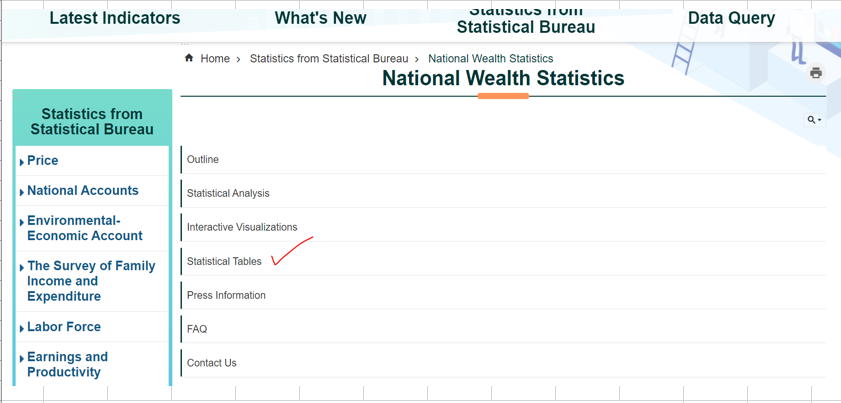 Latest Indicators
What's New
Statistics from
Statistical Bureau
Data Query
Home › Statistics from Statistical Bureau › National Wealth Statistics
National Wealth Statistics
Statistics from
Statistical Bureau
Price
National Accounts
Environmental-
Economic Account
The Survey of Family
Income and
Expenditure
Labor Force
Earnings and
Productivity
Outline
Statistical Analysis
Interactive Visualizations
Statistical Tables
Press Information
FAQ
Contact Us